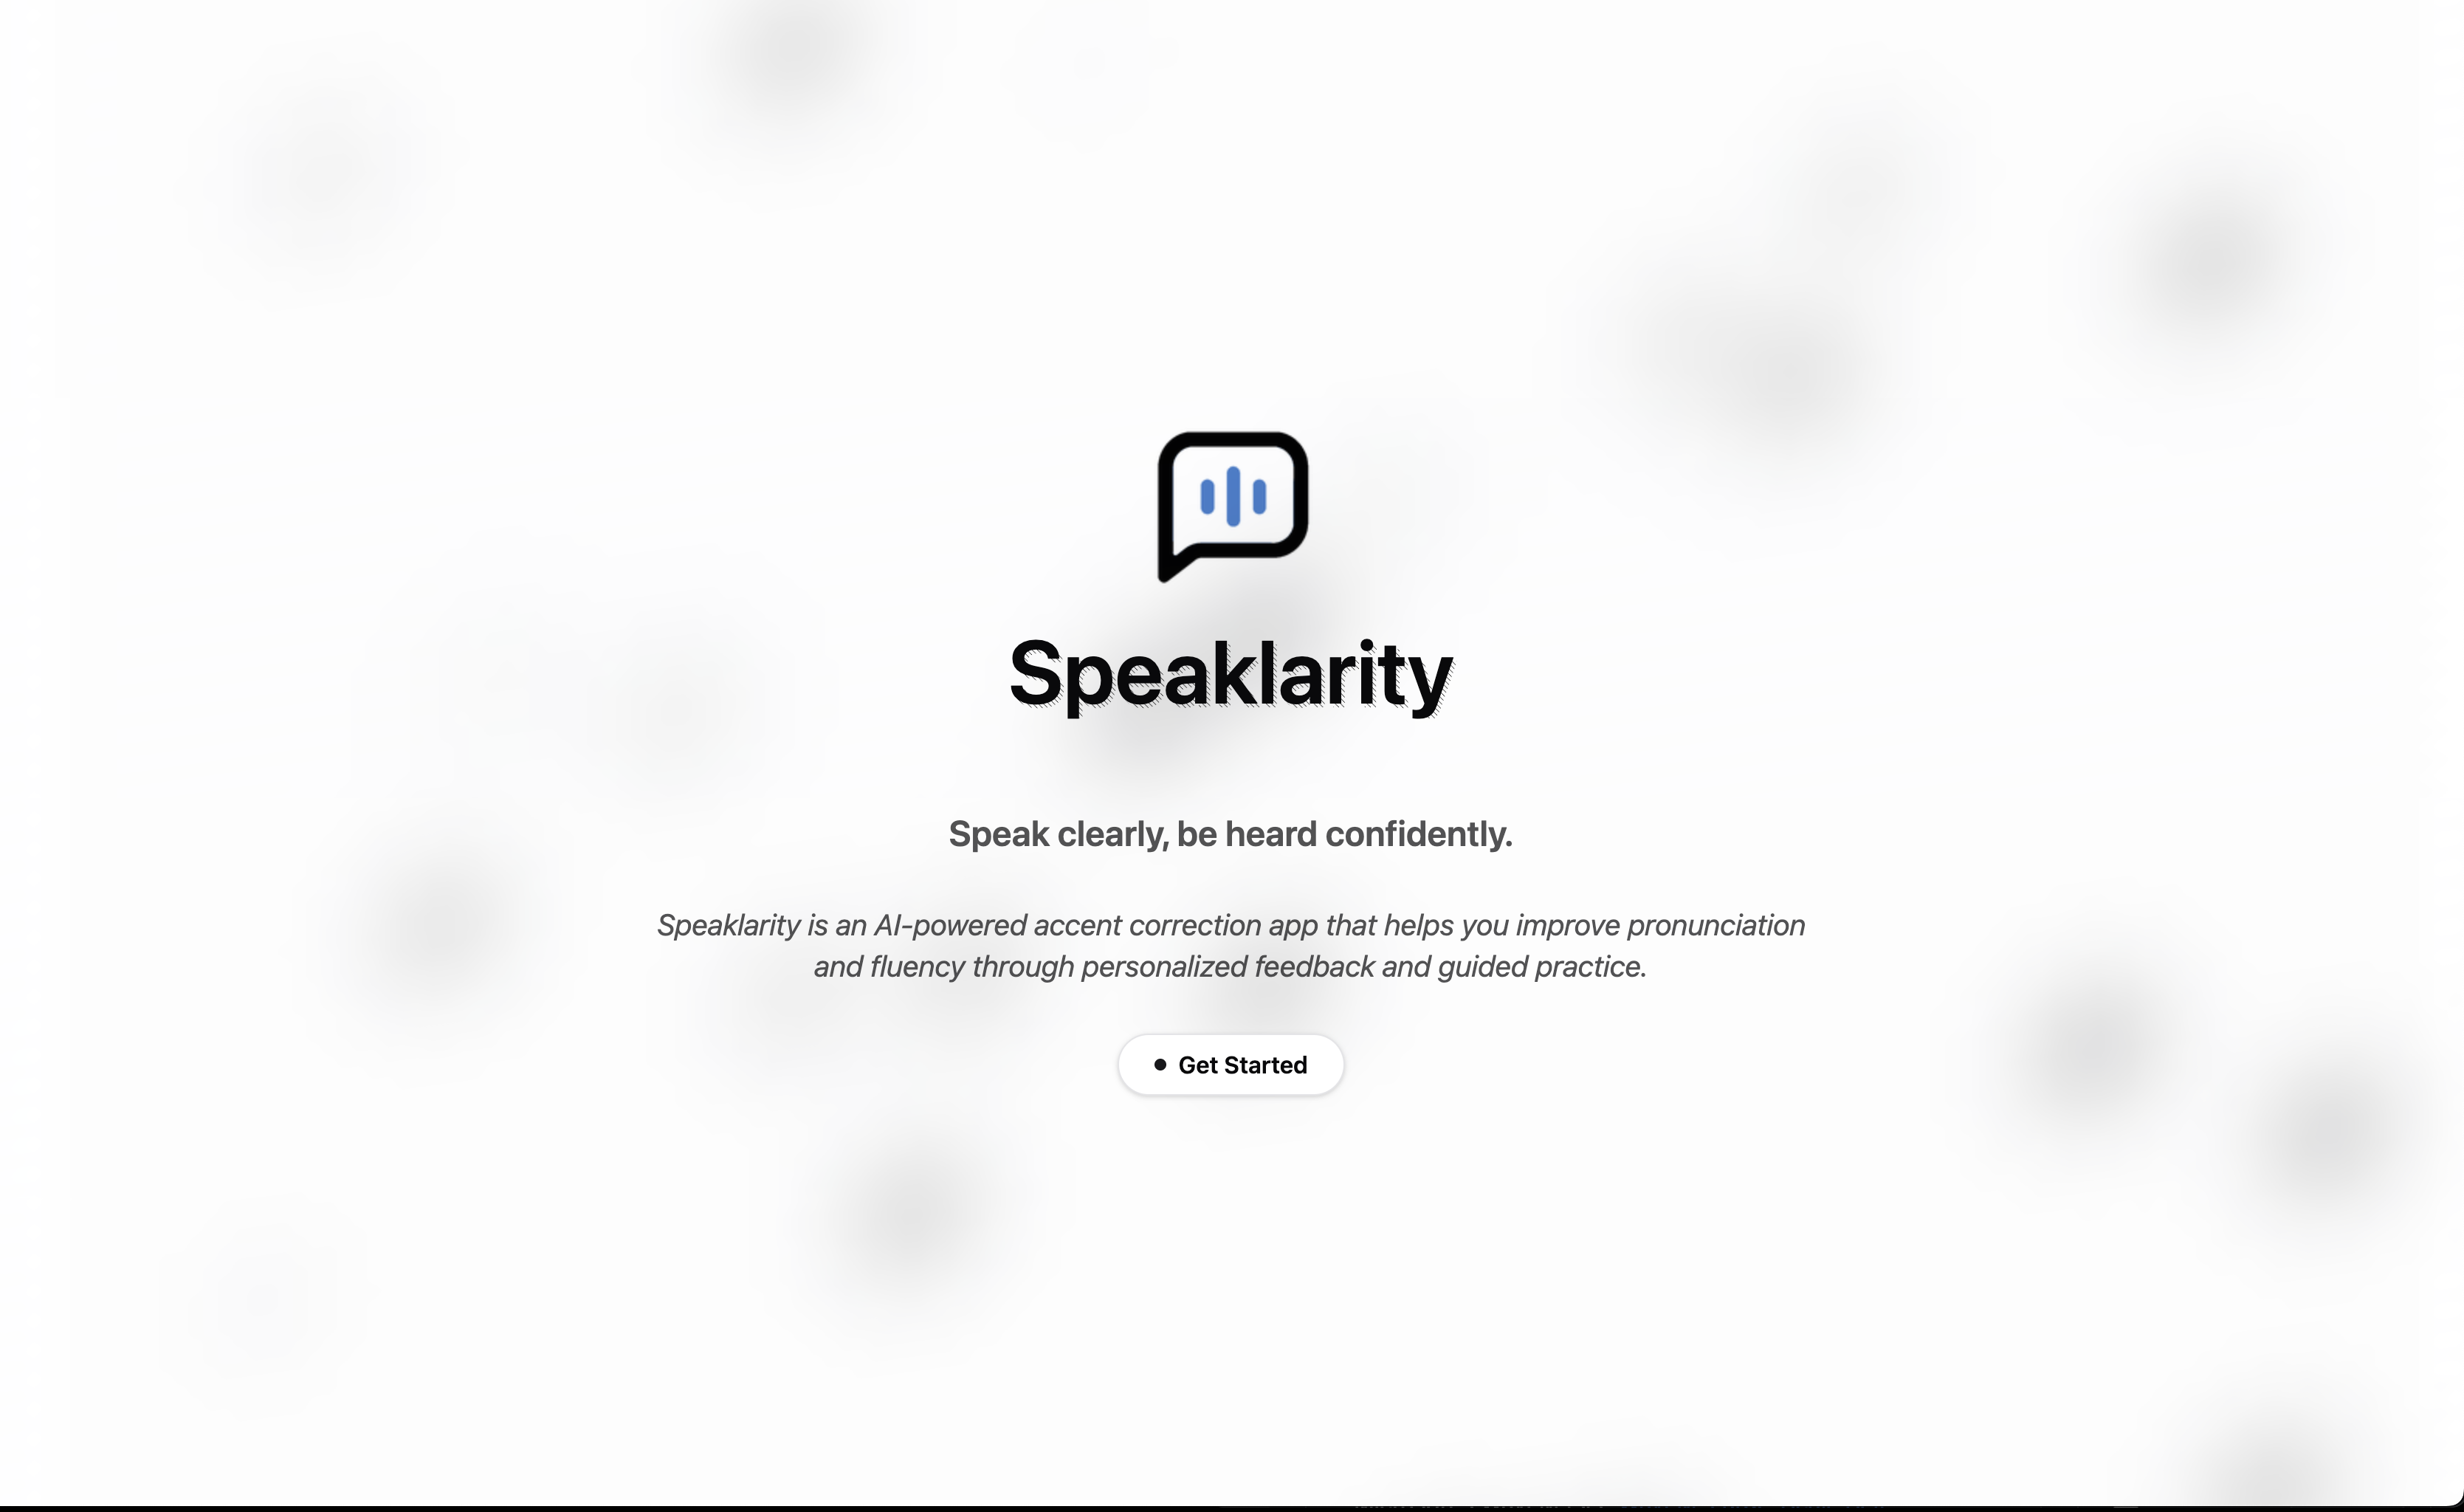 Speaklarity
Speak clearly, be heard confidently.
Speaklarity is an AI-powered accent correction app that helps you improve pronunciation
and fluency through personalized feedback and guided practice.
Get Started